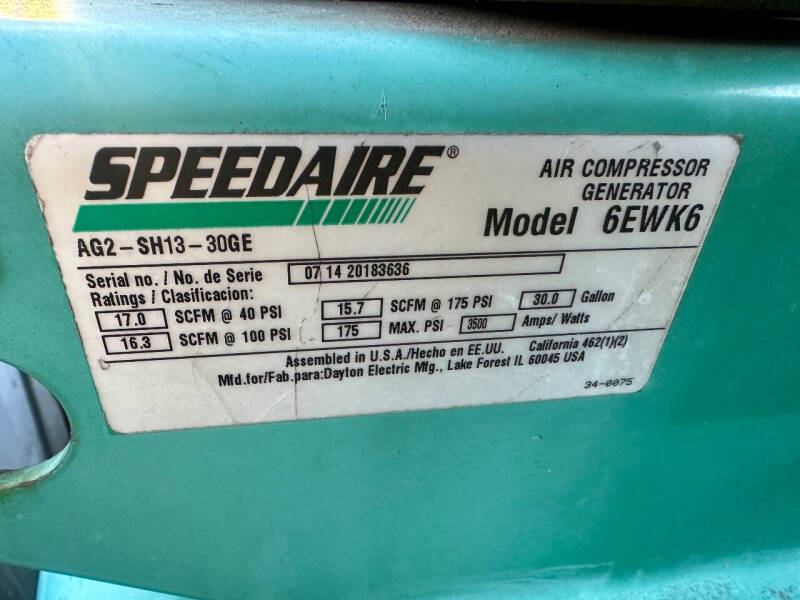 SPEEDAIRE®
AIR COMPRESSOR
GENERATOR
Model 6EWK6
AG2-SH13-30GE
Serial no. / No. de Serie 07 14 20183636
Ratings / Clasificacion:
17.0 SCFM @ 40 PSI 15.7 SCFM @ 175 PSI 30.0 Gallon
16.3 SCFM @ 100 PSI 175 MAX. PSI 3500 Amps/ Watts
Assembled in U.S.A./Hecho en EE.UU. California 462(1)(2)
Mfd.for/Fab.para:Dayton Electric Mfg., Lake Forest IL 60045 USA
34-0075